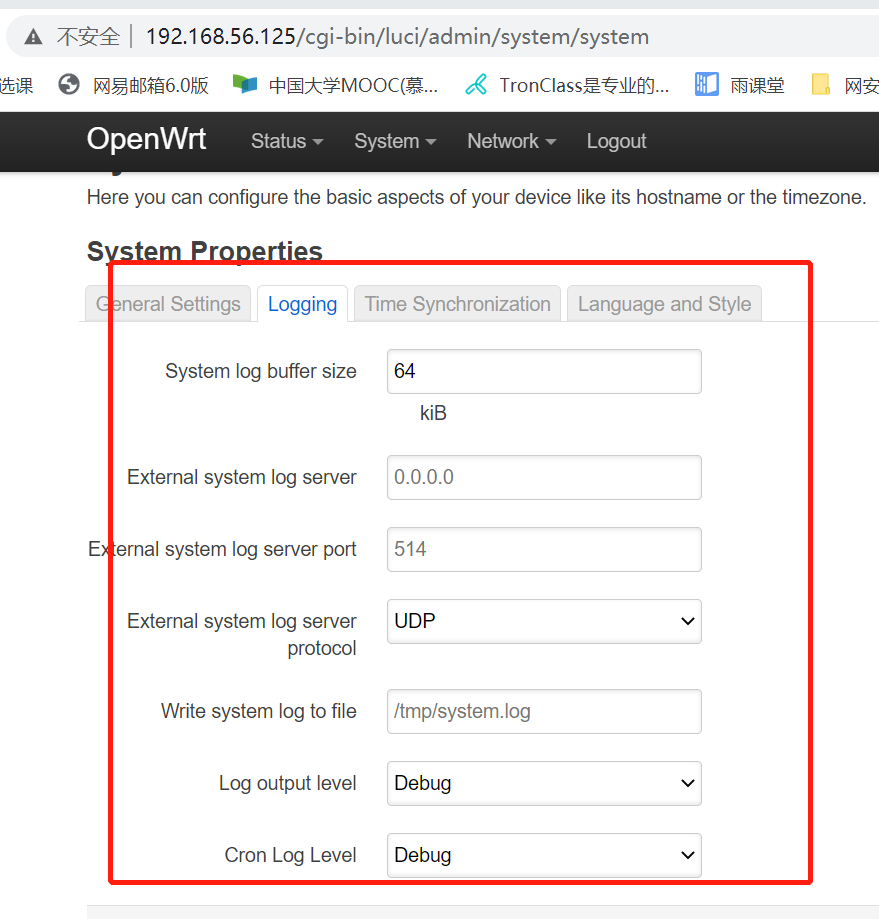 不安全 192.168.56.125/cgi-bin/luci/admin/system/system
选课 网易邮箱6.0版 中国大学MOOC(慕... TronClass是专业的... 雨课堂 网安
OpenWrt Status System Network Logout
Here you can configure the basic aspects of your device like its hostname or the timezone.
System Properties
General Settings Logging Time Synchronization Language and Style
System log buffer size 64
kiB
External system log server 0.0.0.0
External system log server port 514
External system log server UDP
protocol
Write system log to file /tmp/system.log
Log output level Debug
Cron Log Level Debug